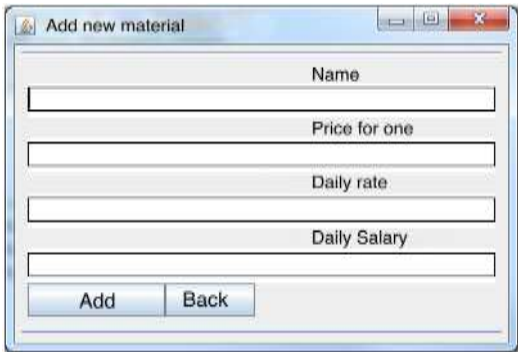 Add new material
Name
Price for one
Daily rate
Daily Salary
Add Back